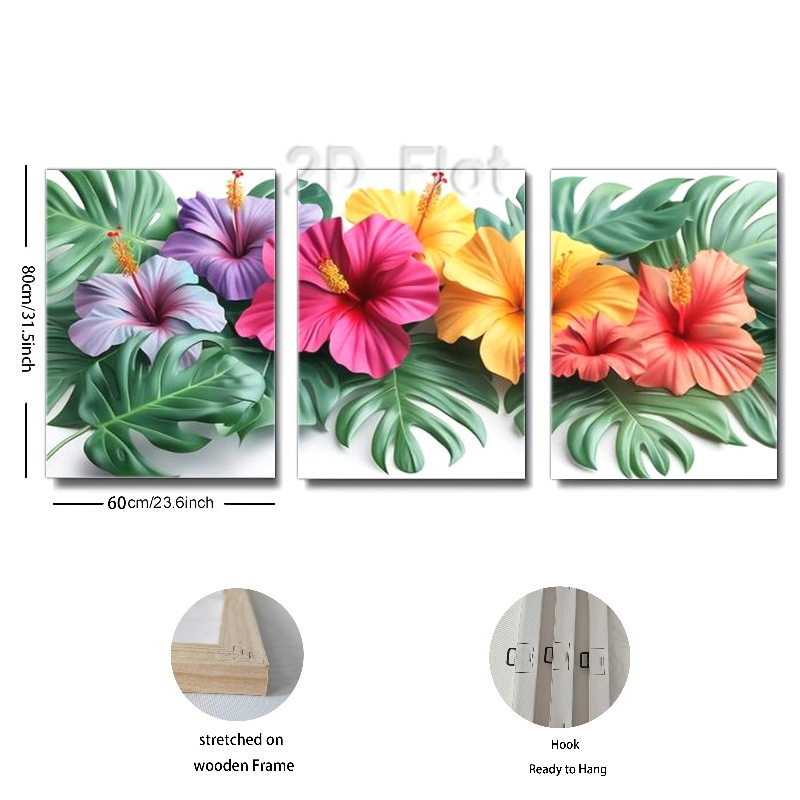 2D Flat
80cm/31.5inch
60cm/23.6inch
stretched on
wooden Frame
Hook
Ready to Hang